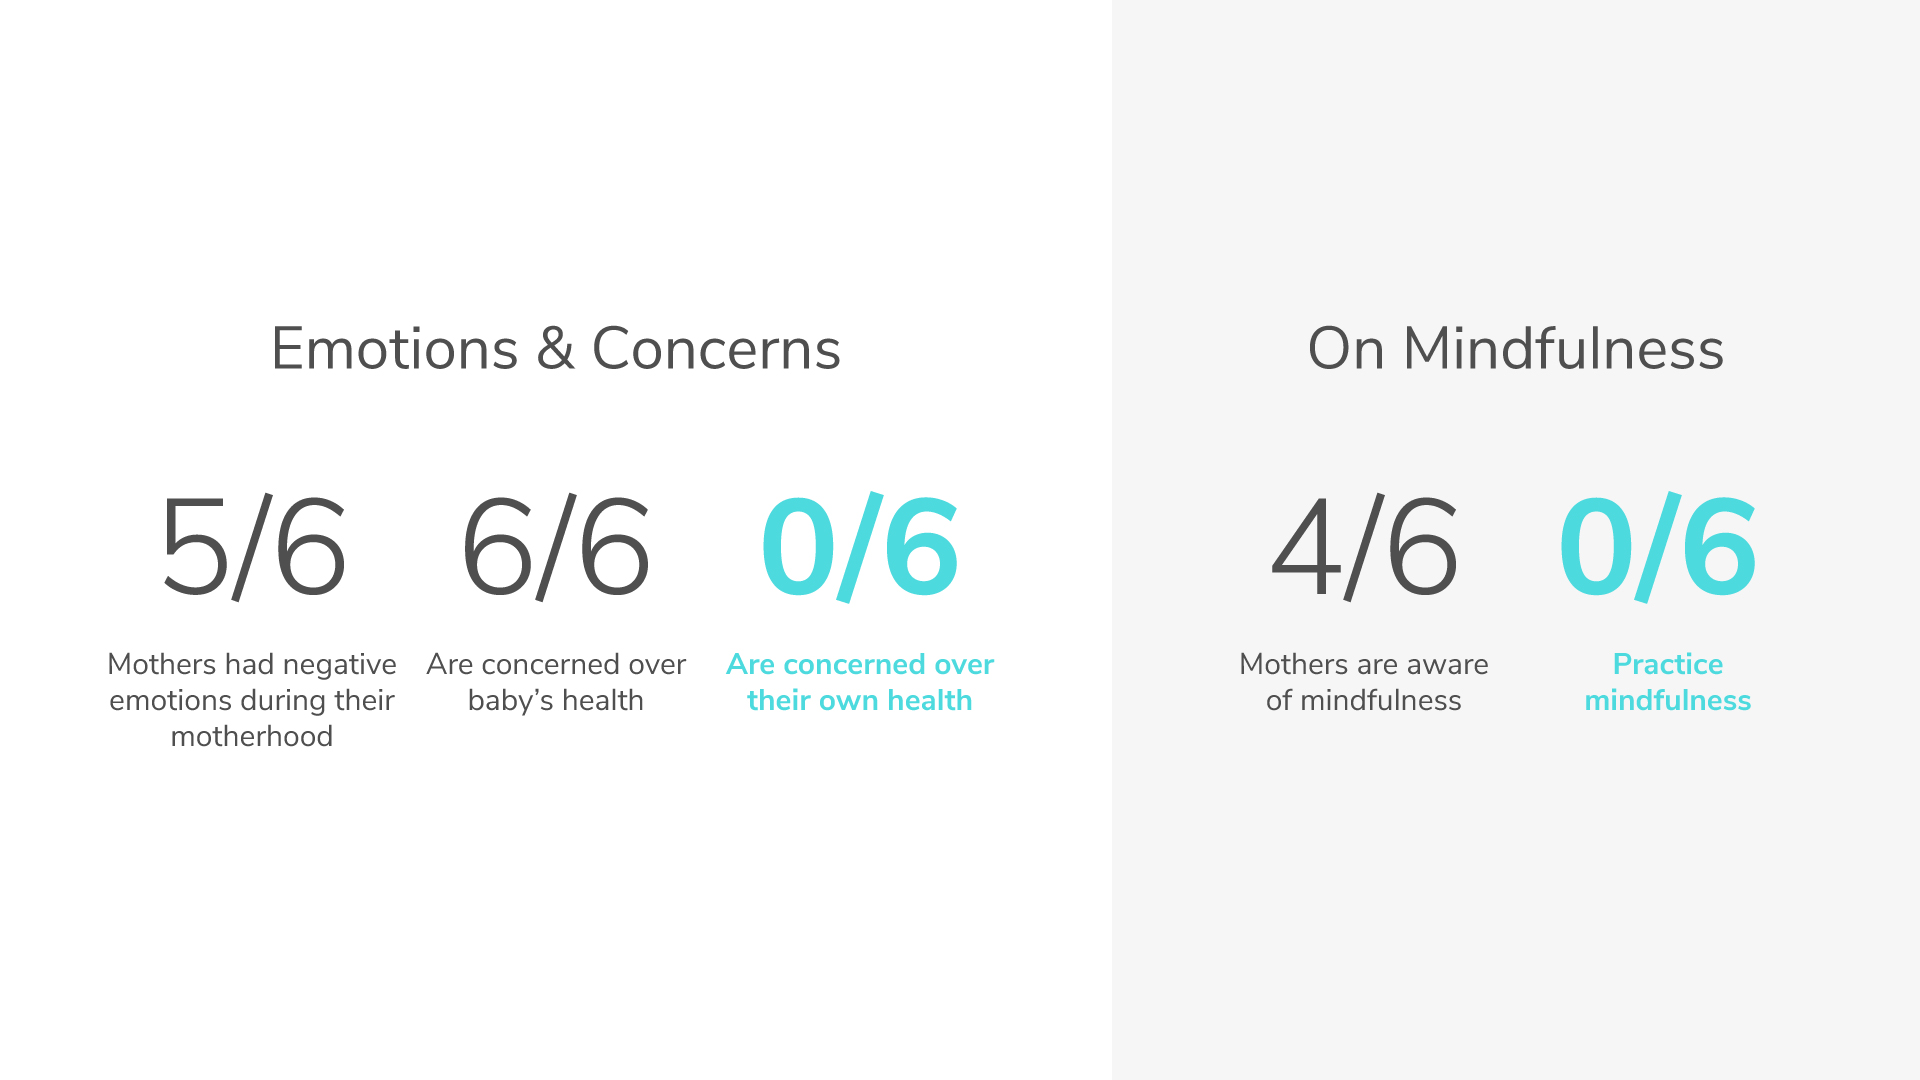 Emotions & Concerns
5/6
Mothers had negative
emotions during their
motherhood
6/6
Are concerned over
baby’s health
0/6
Are concerned over
their own health
On Mindfulness
4/6
Mothers are aware
of mindfulness
0/6
Practice
mindfulness